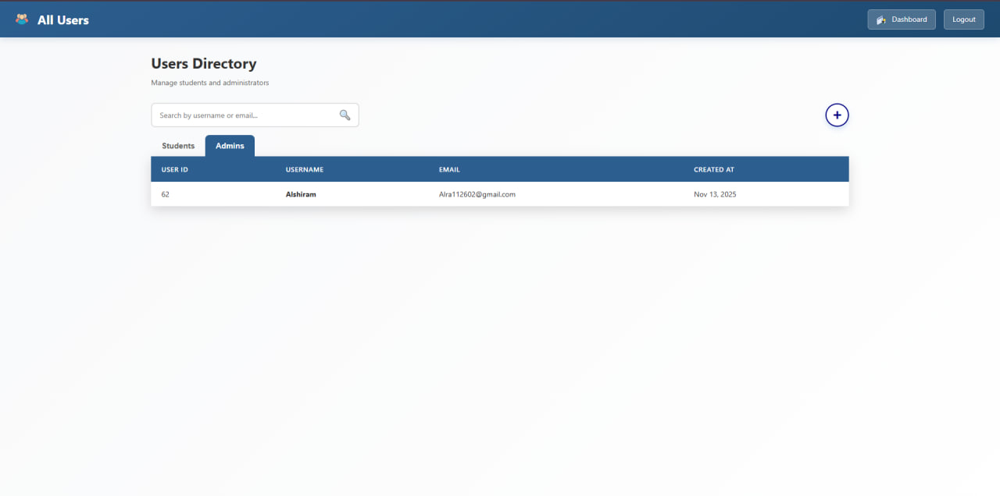 All Users
Dashboard
Logout
Users Directory
Manage students and administrators
Search by username or email...
+
Students Admins
USER ID USERNAME EMAIL CREATED AT
62 Alshiram Alra112602@gmail.com Nov 13, 2025